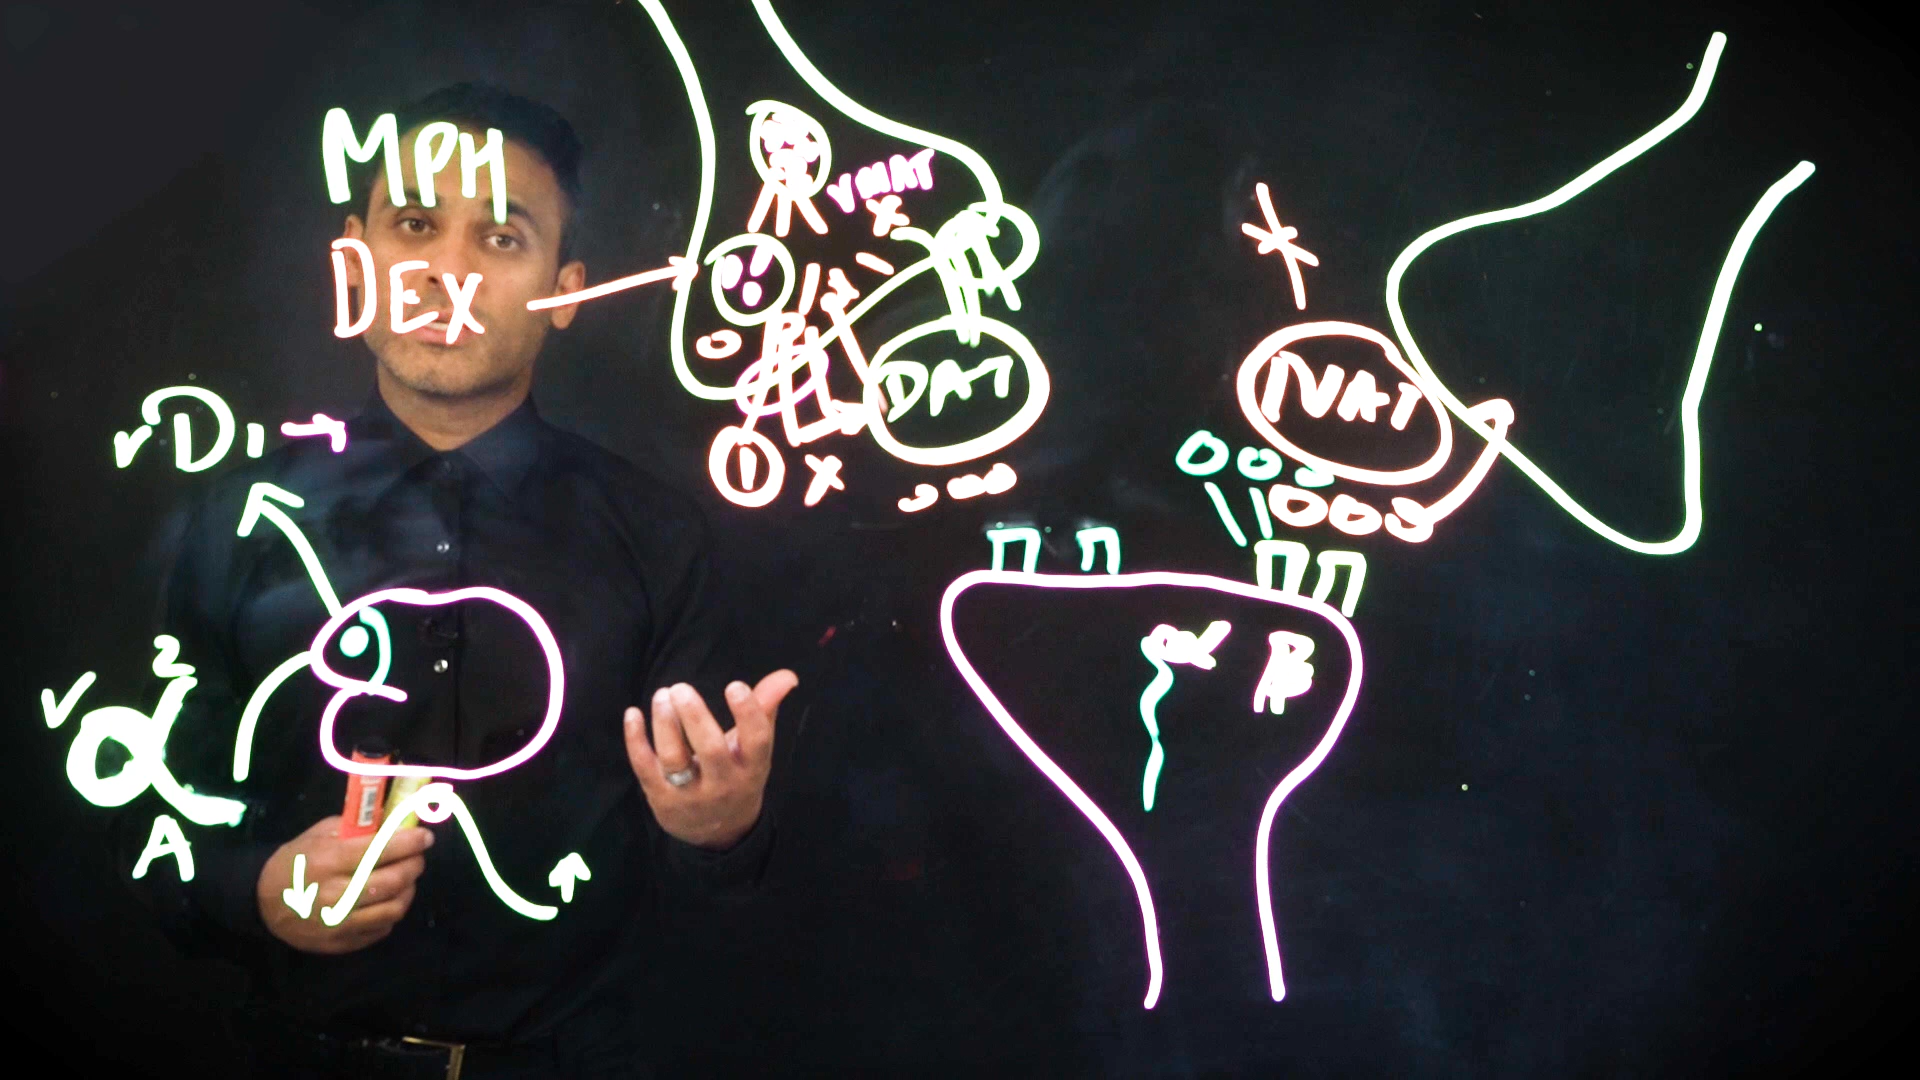 MPH
VMAT
X
DEX
DAT
NAT
D1 →
X
2
α
A
α β